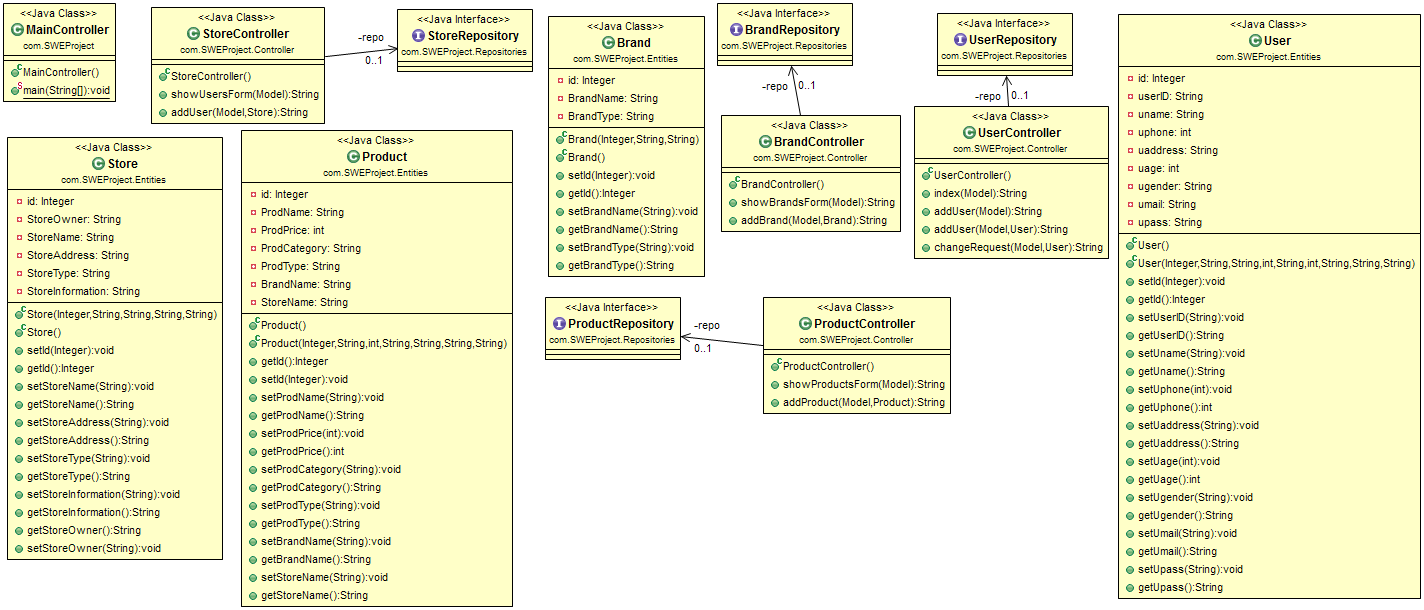 <<Java Class>>
MainController
com.SWEProject
MainController()
main(String[]):void
<<Java Class>>
StoreController
com.SWEProject.Controller
StoreController()
showUsersForm(Model):String
addUser(Model,Store):String
-repo
0..1
<<Java Interface>>
StoreRepository
com.SWEProject.Repositories
<<Java Class>>
Brand
com.SWEProject.Entities
id: Integer
BrandName: String
BrandType: String
Brand(Integer,String,String)
Brand()
setId(Integer):void
getId():Integer
setBrandName(String):void
getBrandName():String
setBrandType(String):void
getBrandType():String
<<Java Interface>>
BrandRepository
com.SWEProject.Repositories
-repo
0..1
<<Java Class>>
BrandController
com.SWEProject.Controller
BrandController()
showBrandsForm(Model):String
addBrand(Model,Brand):String
<<Java Interface>>
UserRepository
com.SWEProject.Repositories
-repo
0..1
<<Java Class>>
UserController
com.SWEProject.Controller
UserController()
index(Model):String
addUser(Model):String
addUser(Model,User):String
changeRequest(Model,User):String
<<Java Class>>
User
com.SWEProject.Entities
id: Integer
userID: String
uname: String
uphone: int
uaddress: String
uage: int
ugender: String
umail: String
upass: String
User()
User(Integer,String,String,int,String,int,String,String,String)
setId(Integer):void
getId():Integer
setUserID(String):void
getUserID():String
setUname(String):void
getUname():String
setUphone(int):void
getUphone():int
setUaddress(String):void
getUaddress():String
setUage(int):void
getUage():int
setUgender(String):void
getUgender():String
setUmail(String):void
getUmail():String
setUpass(String):void
getUpass():String
<<Java Class>>
Store
com.SWEProject.Entities
id: Integer
StoreOwner: String
StoreName: String
StoreAddress: String
StoreType: String
StoreInformation: String
Store(Integer,String,String,String,String)
Store()
setId(Integer):void
getId():Integer
setStoreName(String):void
getStoreName():String
setStoreAddress(String):void
getStoreAddress():String
setStoreType(String):void
getStoreType():String
setStoreInformation(String):void
getStoreInformation():String
getStoreOwner():String
setStoreOwner(String):void
<<Java Class>>
Product
com.SWEProject.Entities
id: Integer
ProdName: String
ProdPrice: int
ProdCategory: String
ProdType: String
BrandName: String
StoreName: String
Product()
Product(Integer,String,int,String,String,String,String)
getId():Integer
setId(Integer):void
setProdName(String):void
getProdName():String
setProdPrice(int):void
getProdPrice():int
setProdCategory(String):void
getProdCategory():String
setProdType(String):void
getProdType():String
setBrandName(String):void
getBrandName():String
setStoreName(String):void
getStoreName():String
<<Java Interface>>
ProductRepository
com.SWEProject.Repositories
-repo
0..1
<<Java Class>>
ProductController
com.SWEProject.Controller
ProductController()
showProductsForm(Model):String
addProduct(Model,Product):String